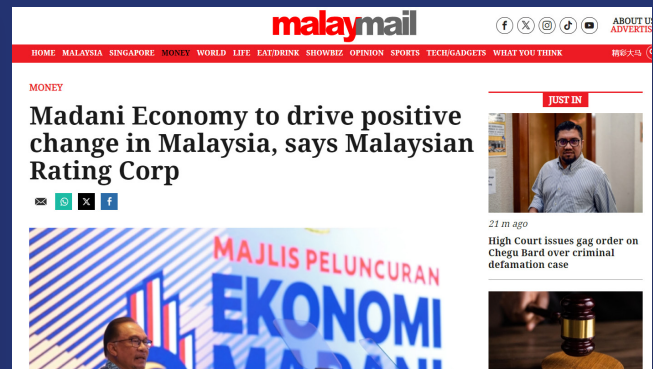 malaymail
ABOUT US
ADVERTIS
HOME MALAYSIA SINGAPORE MONEY WORLD LIFE EAT/DRINK SHOWBIZ OPINION SPORTS TECH/GADGETS WHAT YOU THINK 精彩大马
MONEY
Madani Economy to drive positive
change in Malaysia, says Malaysian
Rating Corp
MAJLIS PELUNCURAN
EKONOMI
MADANI
JUST IN
21 m ago
High Court issues gag order on
Chegu Bard over criminal
defamation case